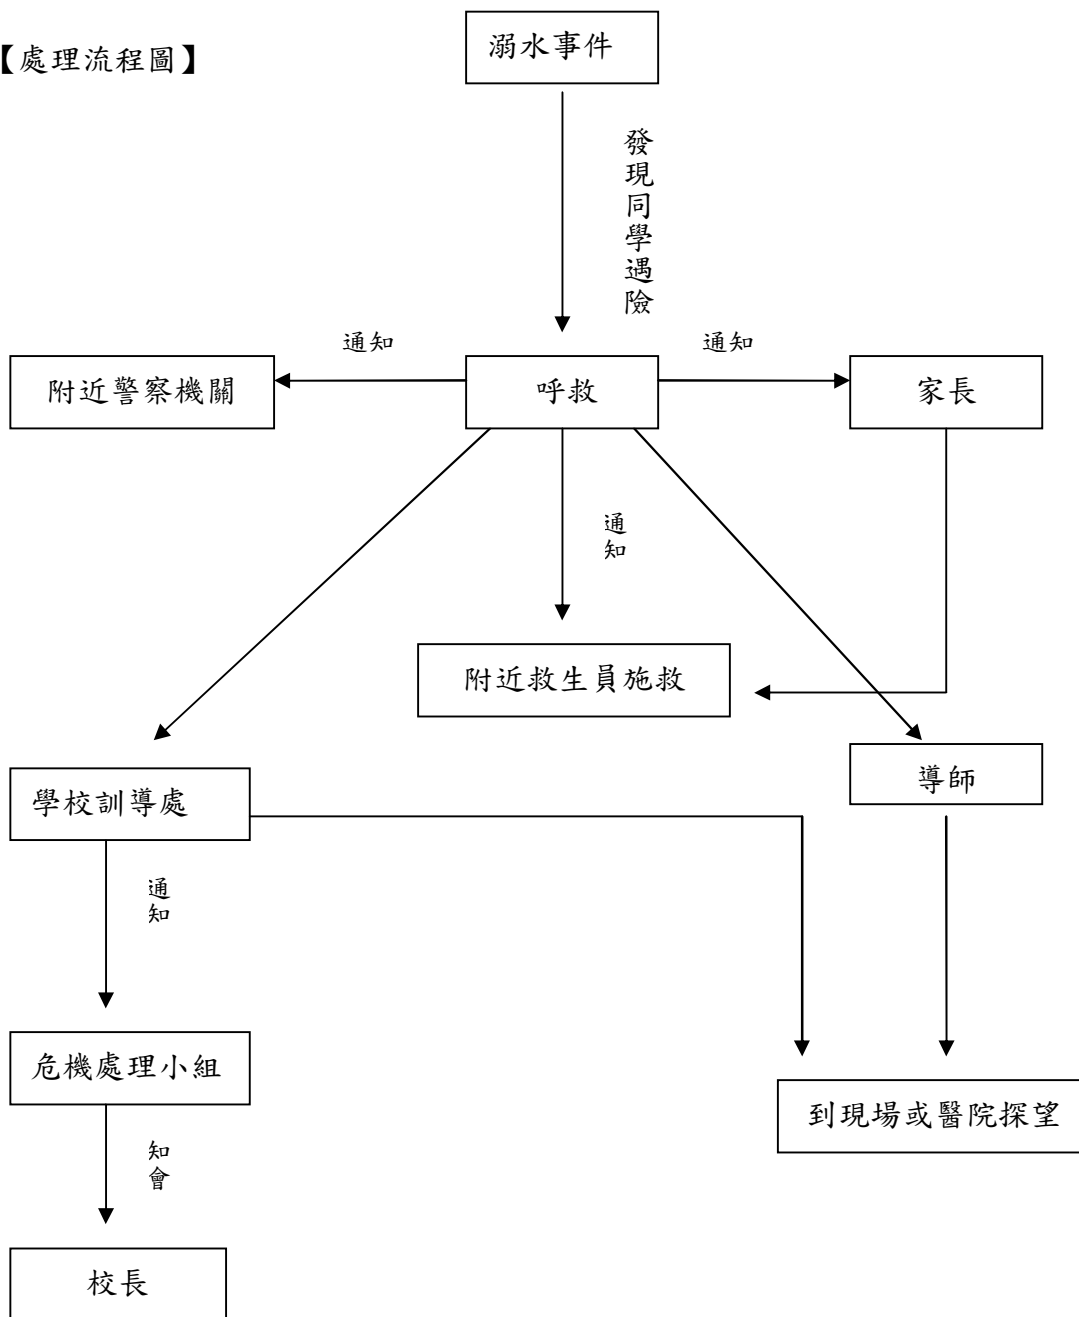 【處理流程圖】
溺水事件
發現同學遇險
通知
通知
附近警察機關
呼救
家長
通知
附近救生員施救
導師
學校訓導處
通知
危機處理小組
到現場或醫院探望
知會
校長